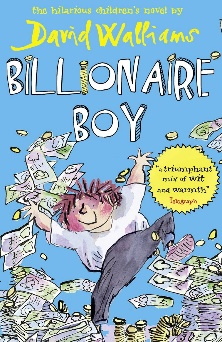 the hilarious children's novel by
David Walliams
BILLIONAIRE
BOY
"a triumphant
mix of wit
and warmth"
Telegraph